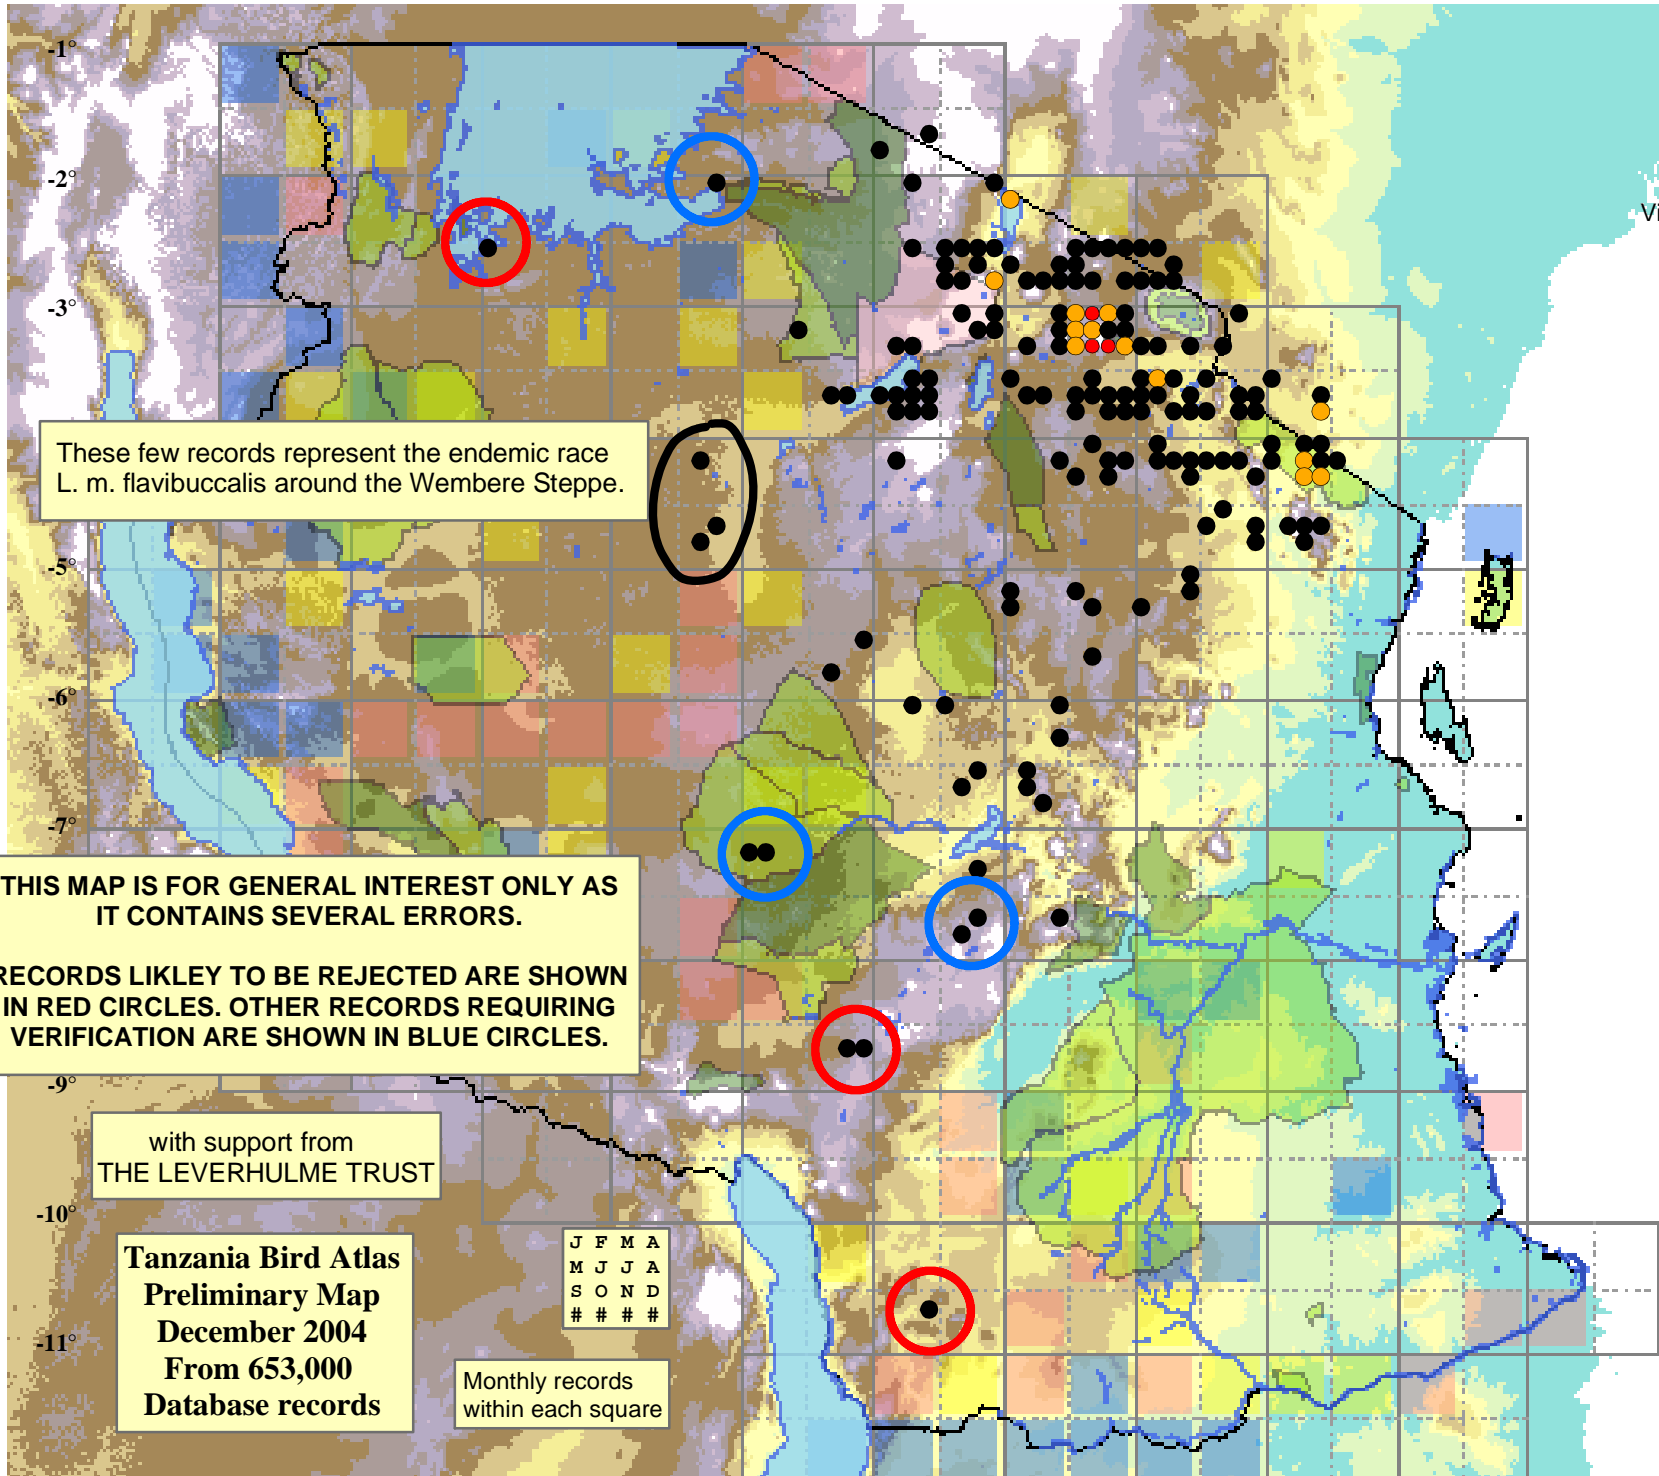 -1°
-2°
Vi
-3°
These few records represent the endemic race
L. m. flavibuccalis around the Wembere Steppe.
-5°
-6°
-7°
THIS MAP IS FOR GENERAL INTEREST ONLY AS
IT CONTAINS SEVERAL ERRORS.
RECORDS LIKLEY TO BE REJECTED ARE SHOWN
IN RED CIRCLES. OTHER RECORDS REQUIRING
VERIFICATION ARE SHOWN IN BLUE CIRCLES.
-9°
with support from
THE LEVERHULME TRUST
-10°
Tanzania Bird Atlas
Preliminary Map
December 2004
From 653,000
Database records
-11°
J F M A
M J J A
S O N D
# # # #
Monthly records
within each square